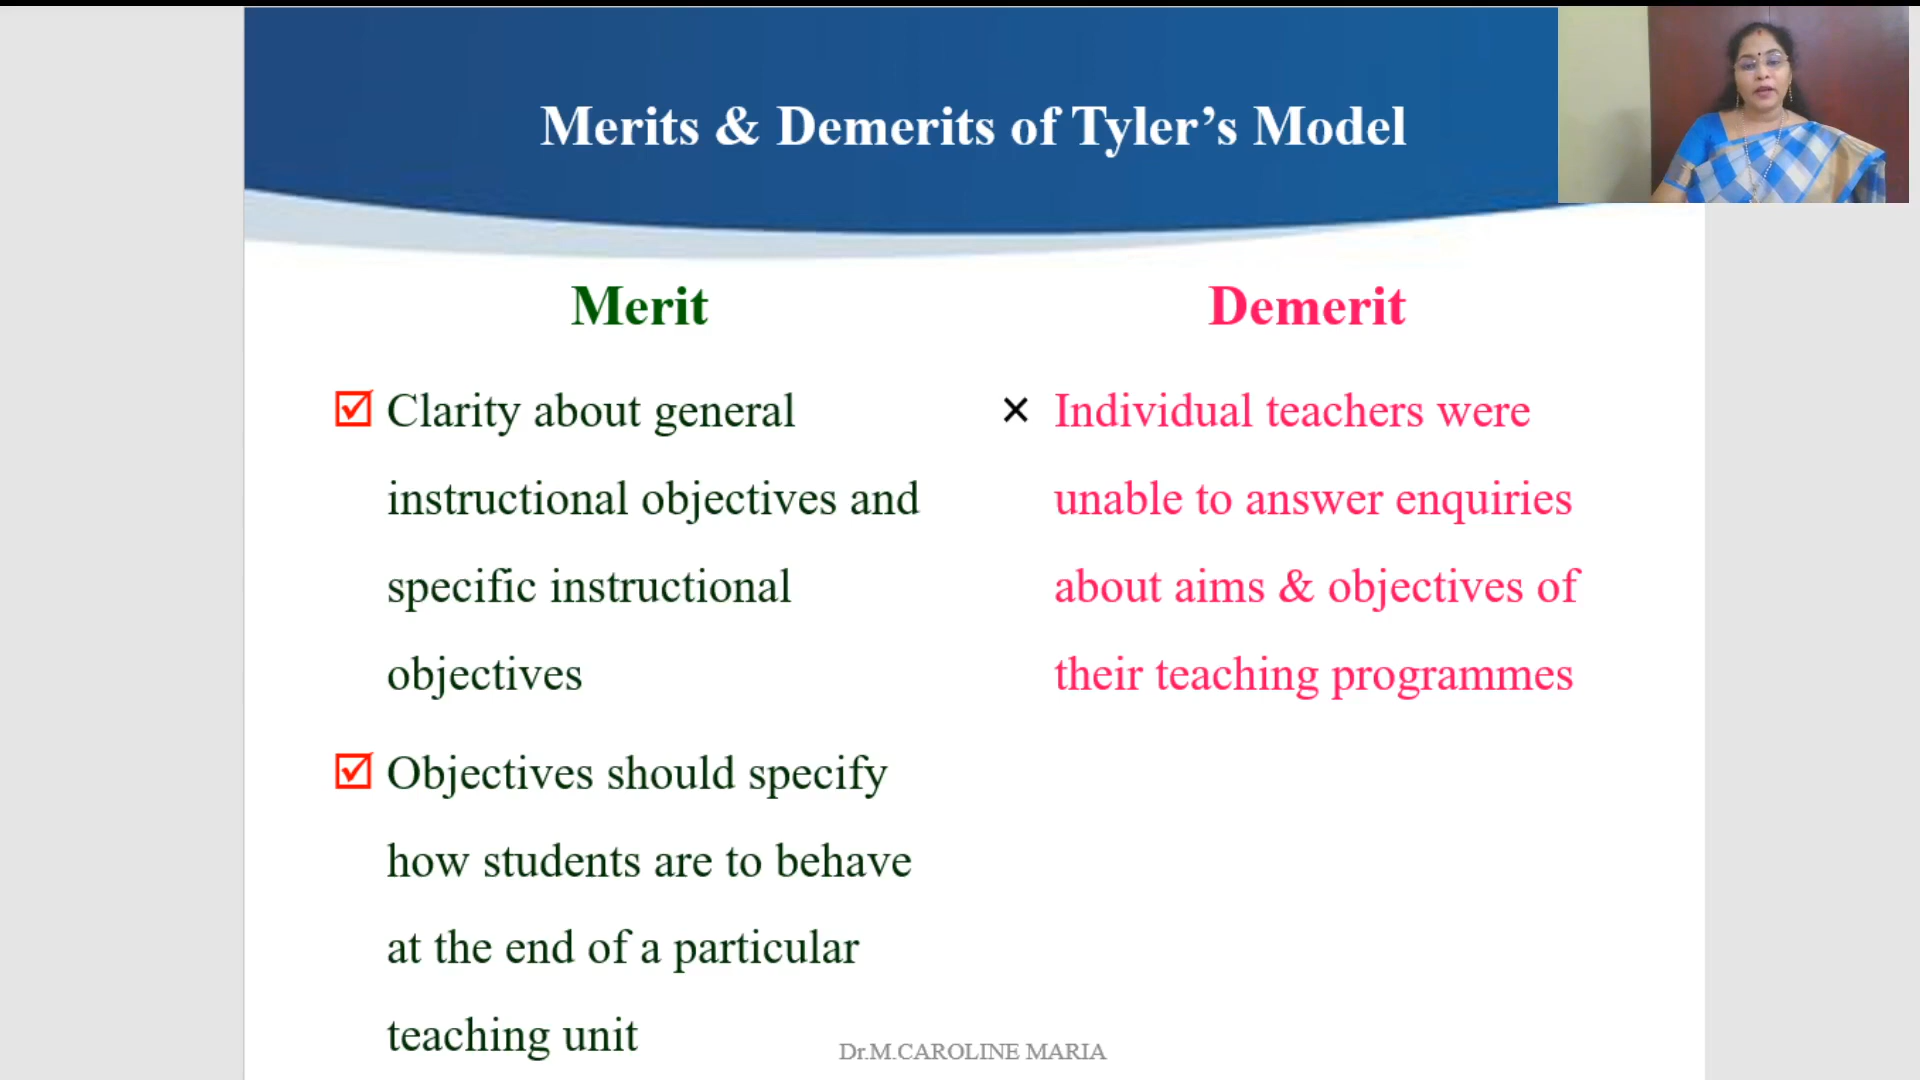 Merits & Demerits of Tyler’s Model
Merit
Clarity about general
instructional objectives and
specific instructional
objectives
Objectives should specify
how students are to behave
at the end of a particular
teaching unit
Demerit
Individual teachers were
unable to answer enquiries
about aims & objectives of
their teaching programmes
Dr.M.CAROLINE MARIA